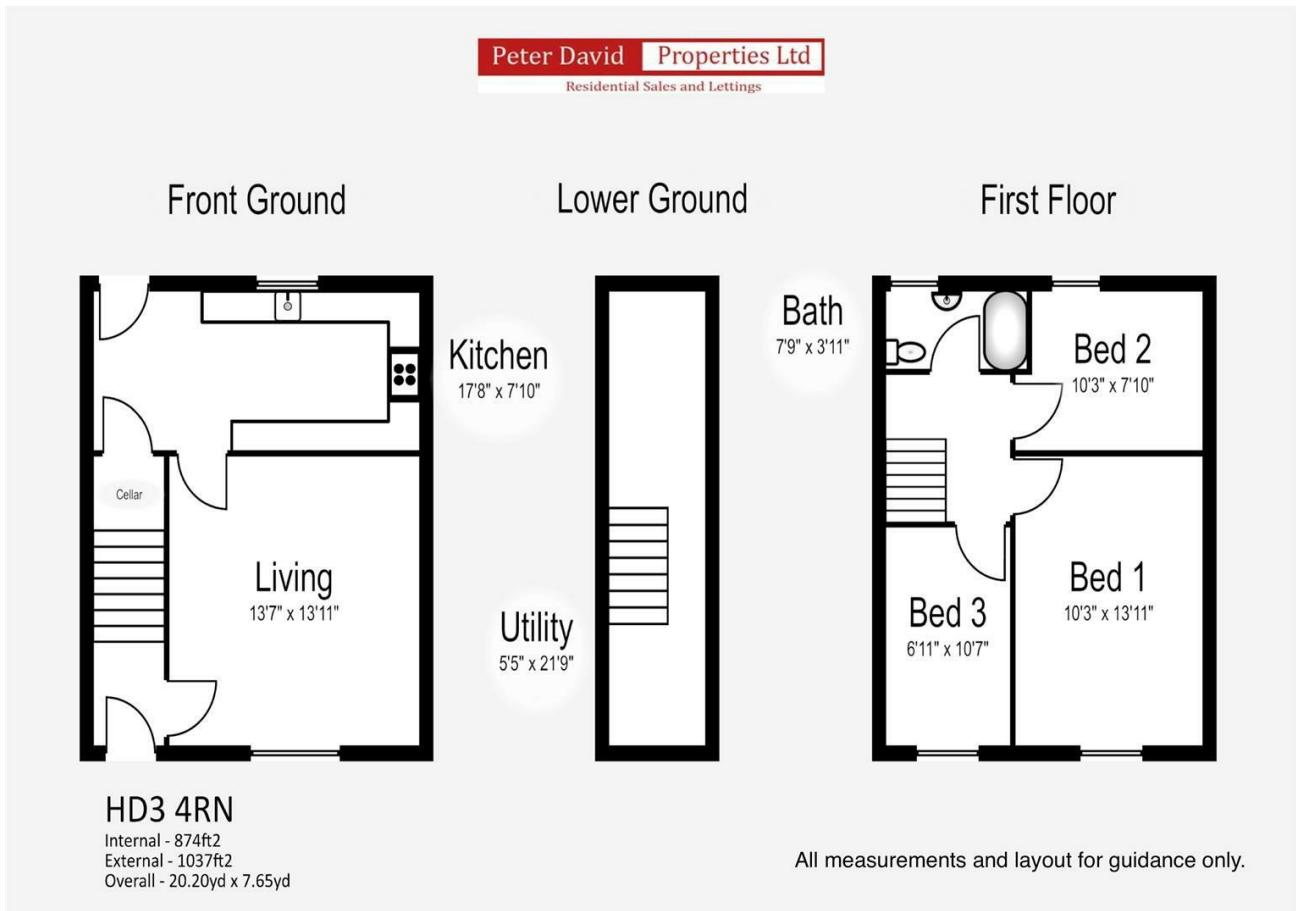 Peter David Properties Ltd
Residential Sales and Lettings
Front Ground
Lower Ground
First Floor
Kitchen
17'8" x 7'10"
Cellar
Living
13'7" x 13'11"
Utility
5'5" x 21'9"
Bath
7'9" x 3'11"
Bed 2
10'3" x 7'10"
Bed 1
10'3" x 13'11"
Bed 3
6'11" x 10'7"
HD3 4RN
Internal - 874ft2
External - 1037ft2
Overall - 20.20yd x 7.65yd
All measurements and layout for guidance only.